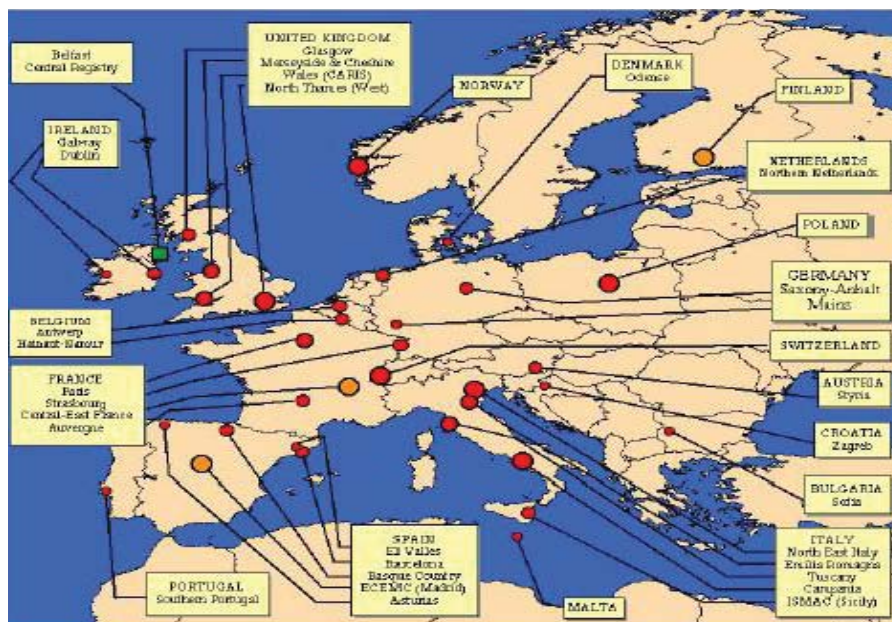 Belfast
Central Registry
UNITED KINGDOM
Glasgow
Merseyside & Cheshire
Wales (CARIS)
North Thames (West)
NORWAY
DENMARK
Odense
FINLAND
IRELAND
Galway
Dublin
NETHERLANDS
Northern Netherlands
POLAND
GERMANY
Saxony-Anhalt
Mainz
BELGIUM
Antwerp
Hainaut-Namur
SWITZERLAND
FRANCE
Paris
Strasbourg
Central-East France
Auvergne
AUSTRIA
Styria
CROATIA
Zagreb
BULGARIA
Sofia
SPAIN
El Valles
Barcelona
Basque Country
ECEMC (Madrid)
Asturias
ITALY
North East Italy
Emilia Romagna
Tuscany
Campania
ISMAC (Sicily)
PORTUGAL
Southern Portugal
MALTA